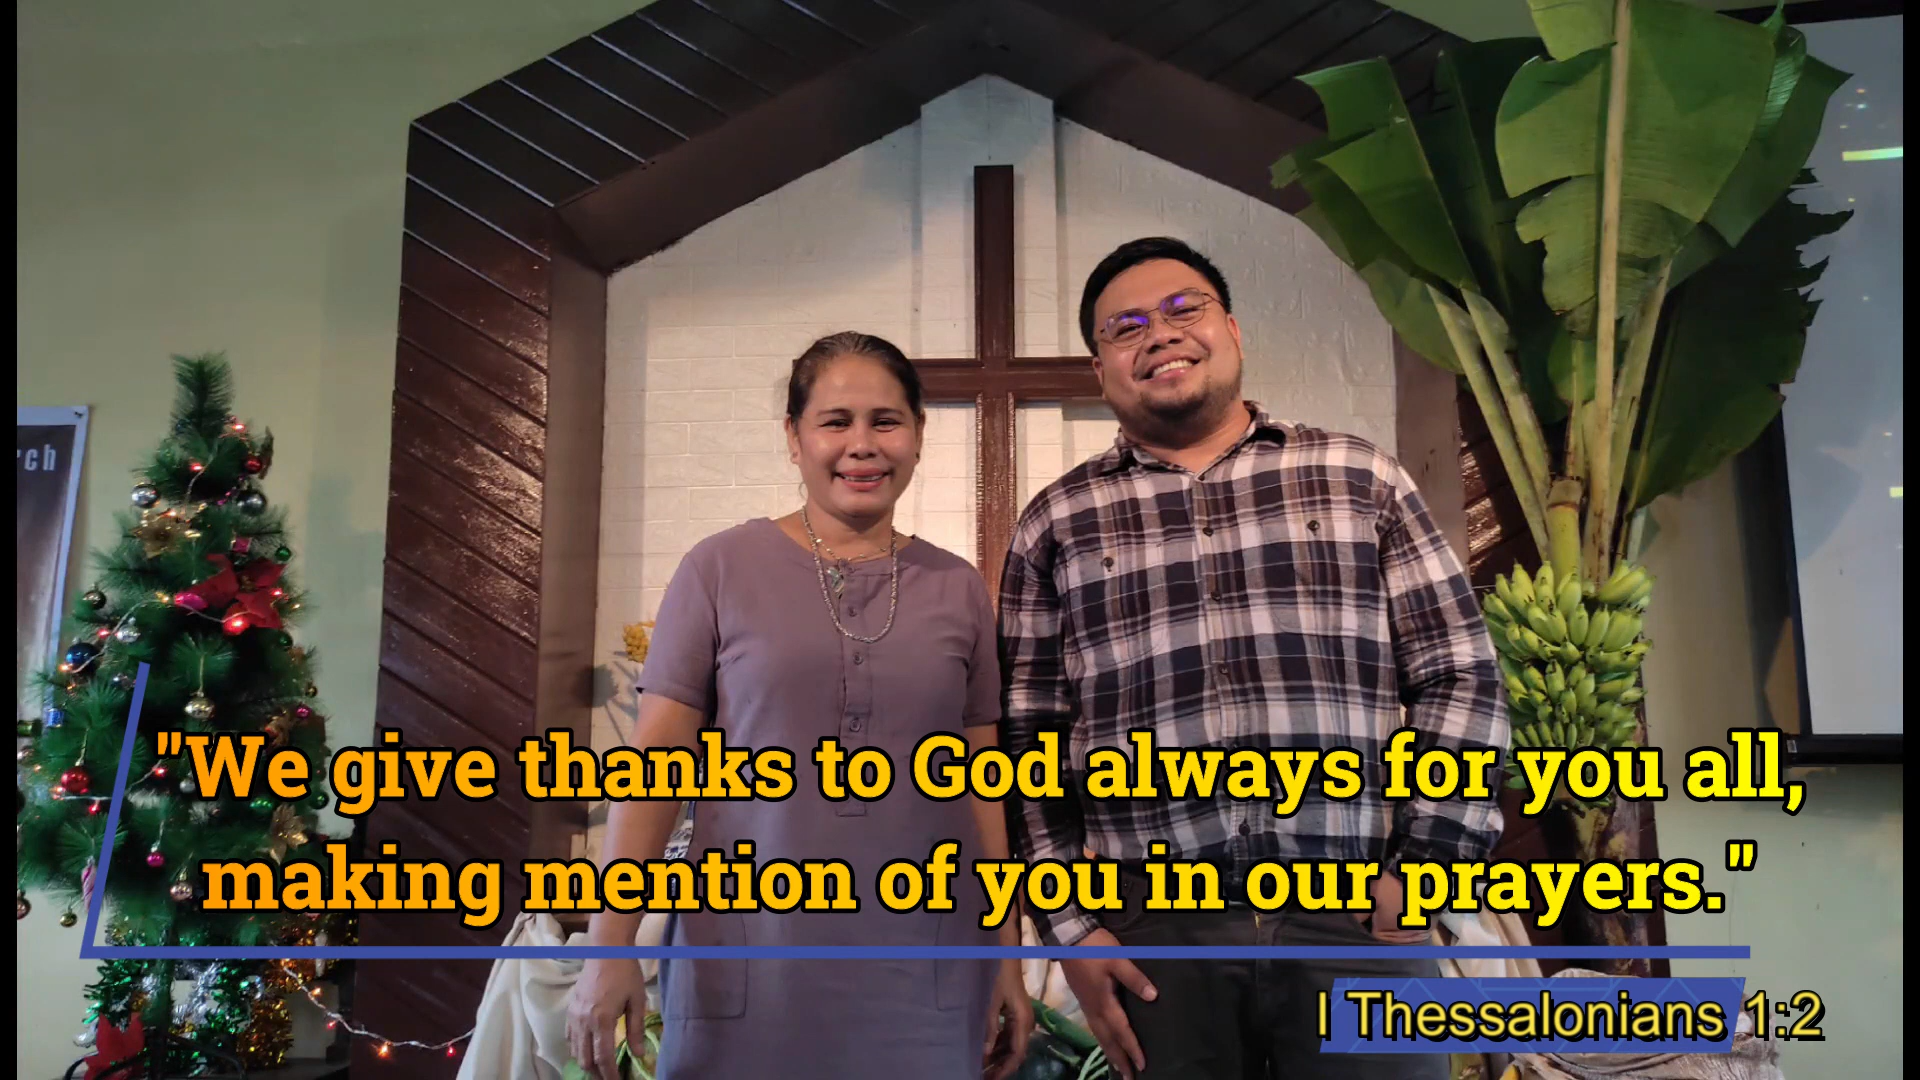 rch
"We give thanks to God always for you all,
making mention of you in our prayers."
I Thessalonians 1:2